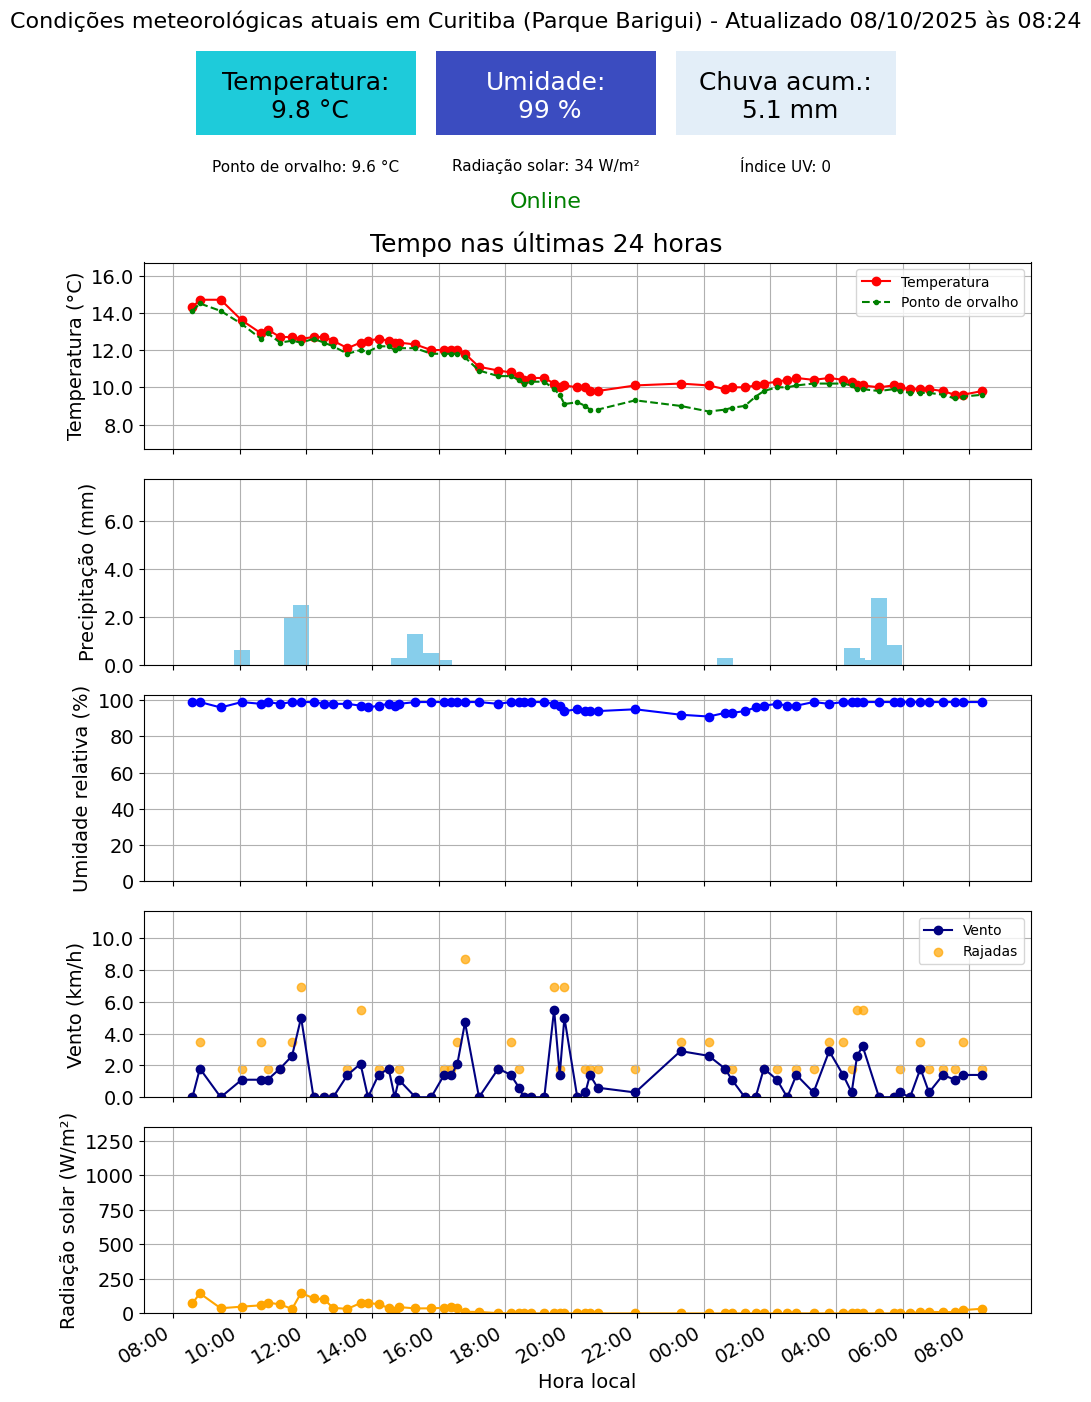 Condições meteorológicas atuais em Curitiba (Parque Barigui) - Atualizado 08/10/2025 às 08:24
Temperatura:
9.8 °C
Umidade:
99 %
Chuva acum.:
5.1 mm
Ponto de orvalho: 9.6 °C
Radiação solar: 34 W/m²
Índice UV: 0
Online
Tempo nas últimas 24 horas
Temperatura (°C)
16.0
14.0
12.0
10.0
8.0
Temperatura
Ponto de orvalho
Precipitação (mm)
6.0
4.0
2.0
0.0
Umidade relativa (%)
100
80
60
40
20
0
Vento (km/h)
10.0
8.0
6.0
4.0
2.0
0.0
Vento
Rajadas
Radiação solar (W/m²)
1250
1000
750
500
250
0
08:00
10:00
12:00
14:00
16:00
18:00
20:00
22:00
00:00
02:00
04:00
06:00
08:00
Hora local